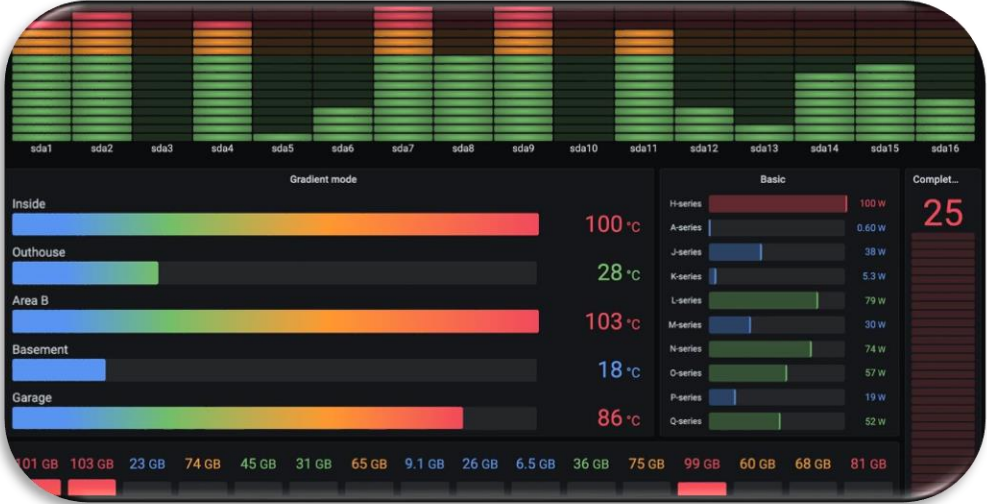 sda1 sda2 sda3 sda4 sda5 sda6 sda7 sda8 sda9 sda10 sda11 sda12 sda13 sda14 sda15 sda16
Gradient mode
Inside
100 °C
Outhouse
28 °C
Area B
103 °C
Basement
18 °C
Garage
86 °C
Basic
H-series 100 W
A-series 0.60 W
J-series 38 W
K-series 5.3 W
L-series 79 W
M-series 30 W
N-series 74 W
O-series 57 W
P-series 19 W
Q-series 52 W
Complet...
25
101 GB 103 GB 23 GB 74 GB 45 GB 31 GB 65 GB 9.1 GB 26 GB 6.5 GB 36 GB 75 GB 99 GB 60 GB 68 GB 81 GB